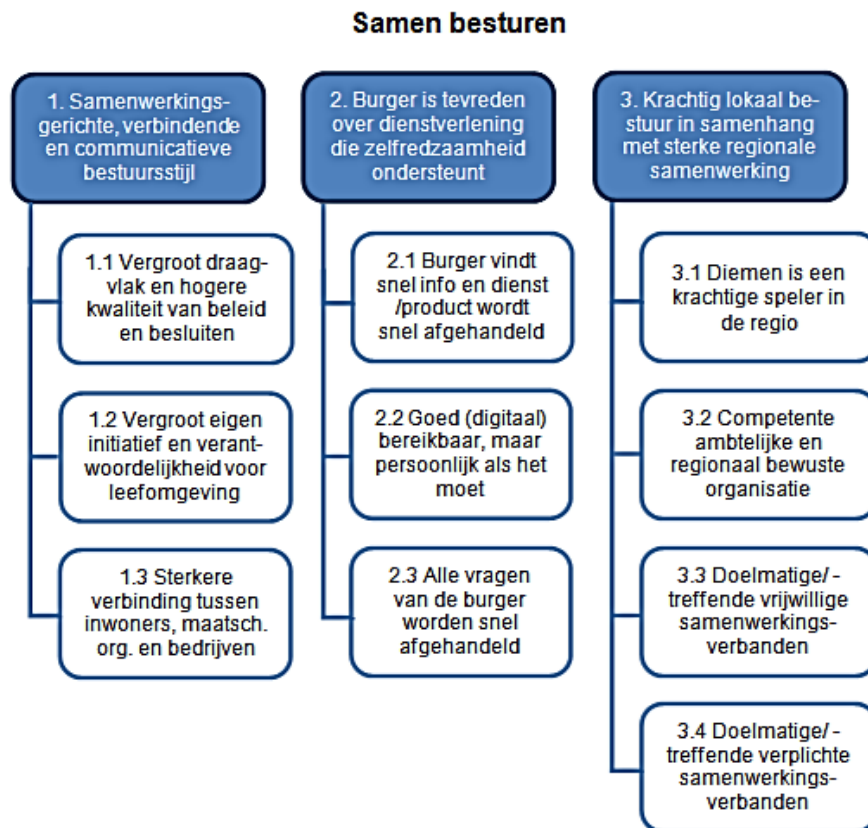 Samen besturen
1. Samenwerkings-
gerichte, verbindende
en communicatieve
bestuursstijl
1.1 Vergroot draag-
vlak en hogere
kwaliteit van beleid
en besluiten
1.2 Vergroot eigen
initiatief en verant-
woordelijkheid voor
leefomgeving
1.3 Sterkere
verbinding tussen
inwoners, maatsch.
org. en bedrijven
2. Burger is tevreden
over dienstverlening
die zelfredzaamheid
ondersteunt
2.1 Burger vindt
snel info en dienst
/product wordt
snel afgehandeld
2.2 Goed (digitaal)
bereikbaar, maar
persoonlijk als het
moet
2.3 Alle vragen
van de burger
worden snel
afgehandeld
3. Krachtig lokaal be-
stuur in samenhang
met sterke regionale
samenwerking
3.1 Diemen is een
krachtige speler in
de regio
3.2 Competente
ambtelijke en
regionaal bewuste
organisatie
3.3 Doelmatige/ -
treffende vrijwillige
samenwerkings-
verbanden
3.4 Doelmatige/ -
treffende verplichte
samenwerkings-
verbanden